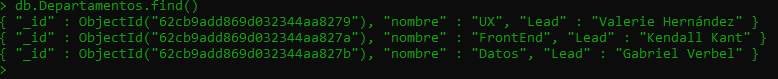 > db.Departamentos.find()
{ "_id" : ObjectId("62cb9add869d032344aa8279"), "nombre" : "UX", "Lead" : "Valerie Hernández" }
{ "_id" : ObjectId("62cb9add869d032344aa827a"), "nombre" : "FrontEnd", "Lead" : "Kendall Kant" }
{ "_id" : ObjectId("62cb9add869d032344aa827b"), "nombre" : "Datos", "Lead" : "Gabriel Verbel" }
>